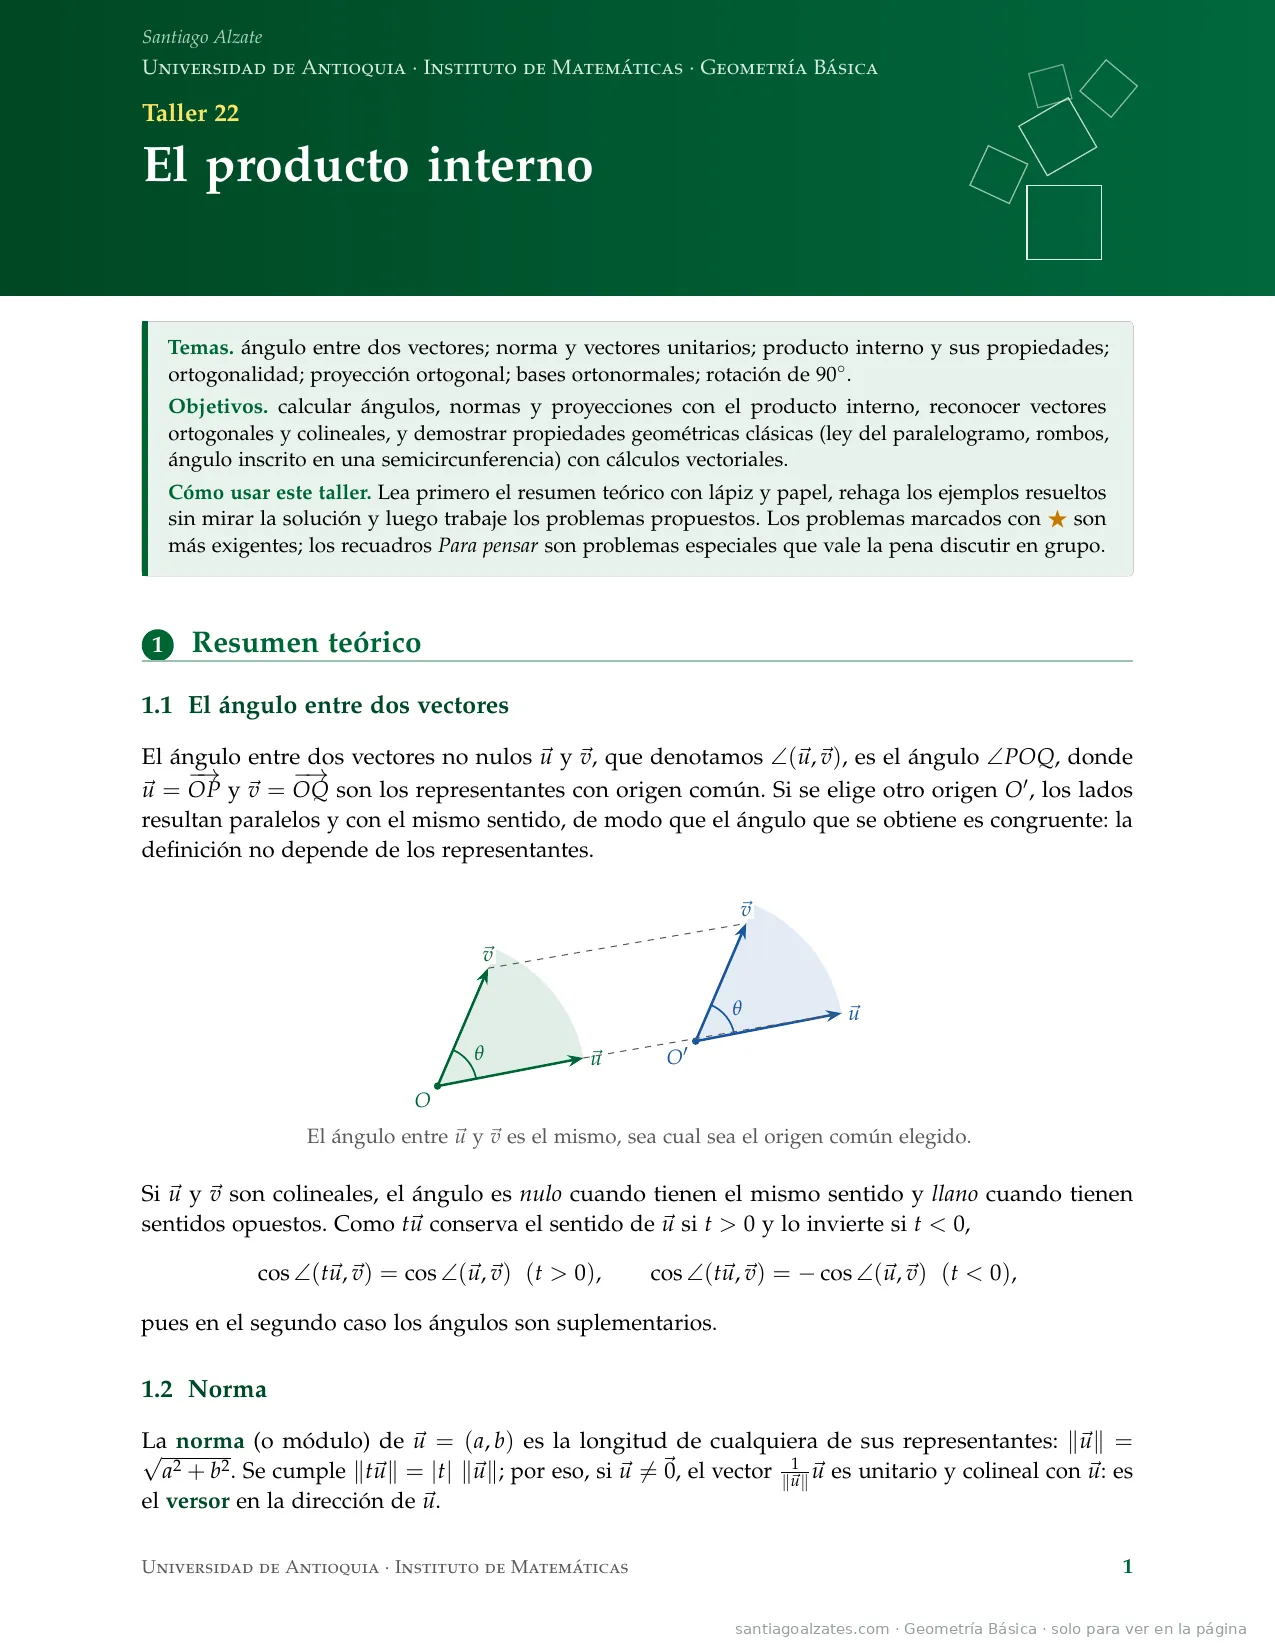 Santiago Alzate
Universidad de Antioquia · Instituto de Matemáticas · Geometría Básica
Taller 22
El producto interno
Temas. ángulo entre dos vectores; norma y vectores unitarios; producto interno y sus propiedades;
ortogonalidad; proyección ortogonal; bases ortonormales; rotación de 90°.
Objetivos. calcular ángulos, normas y proyecciones con el producto interno, reconocer vectores
ortogonales y colineales, y demostrar propiedades geométricas clásicas (ley del paralelogramo, rombos,
ángulo inscrito en una semicircunferencia) con cálculos vectoriales.
Cómo usar este taller. Lea primero el resumen teórico con lápiz y papel, rehaga los ejemplos resueltos
sin mirar la solución y luego trabaje los problemas propuestos. Los problemas marcados con ★ son
más exigentes; los recuadros Para pensar son problemas especiales que vale la pena discutir en grupo.
1 Resumen teórico
1.1 El ángulo entre dos vectores
El ángulo entre dos vectores no nulos u⃗ y v⃗, que denotamos ∠(u⃗, v⃗), es el ángulo ∠POQ, donde
u⃗ = O͞P⃗ y v⃗ = O͞Q⃗ son los representantes con origen común. Si se elige otro origen O′, los lados
resultan paralelos y con el mismo sentido, de modo que el ángulo que se obtiene es congruente: la
definición no depende de los representantes.
v⃗
θ
u⃗
O
v⃗
θ
u⃗
O′
El ángulo entre u⃗ y v⃗ es el mismo, sea cual sea el origen común elegido.
Si u⃗ y v⃗ son colineales, el ángulo es nulo cuando tienen el mismo sentido y llano cuando tienen
sentidos opuestos. Como tu⃗ conserva el sentido de u⃗ si t > 0 y lo invierte si t < 0,
cos ∠(tu⃗, v⃗) = cos ∠(u⃗, v⃗) (t > 0), cos ∠(tu⃗, v⃗) = − cos ∠(u⃗, v⃗) (t < 0),
pues en el segundo caso los ángulos son suplementarios.
1.2 Norma
La norma (o módulo) de u⃗ = (a, b) es la longitud de cualquiera de sus representantes: ‖u⃗‖ =
√(a² + b²). Se cumple ‖tu⃗‖ = |t| ‖u⃗‖; por eso, si u⃗ ≠ 0⃗, el vector 1/‖u⃗‖ u⃗ es unitario y colineal con u⃗: es
el versor en la dirección de u⃗.
Universidad de Antioquia · Instituto de Matemáticas 1
santiagoalzates.com · Geometría Básica · solo para ver en la página